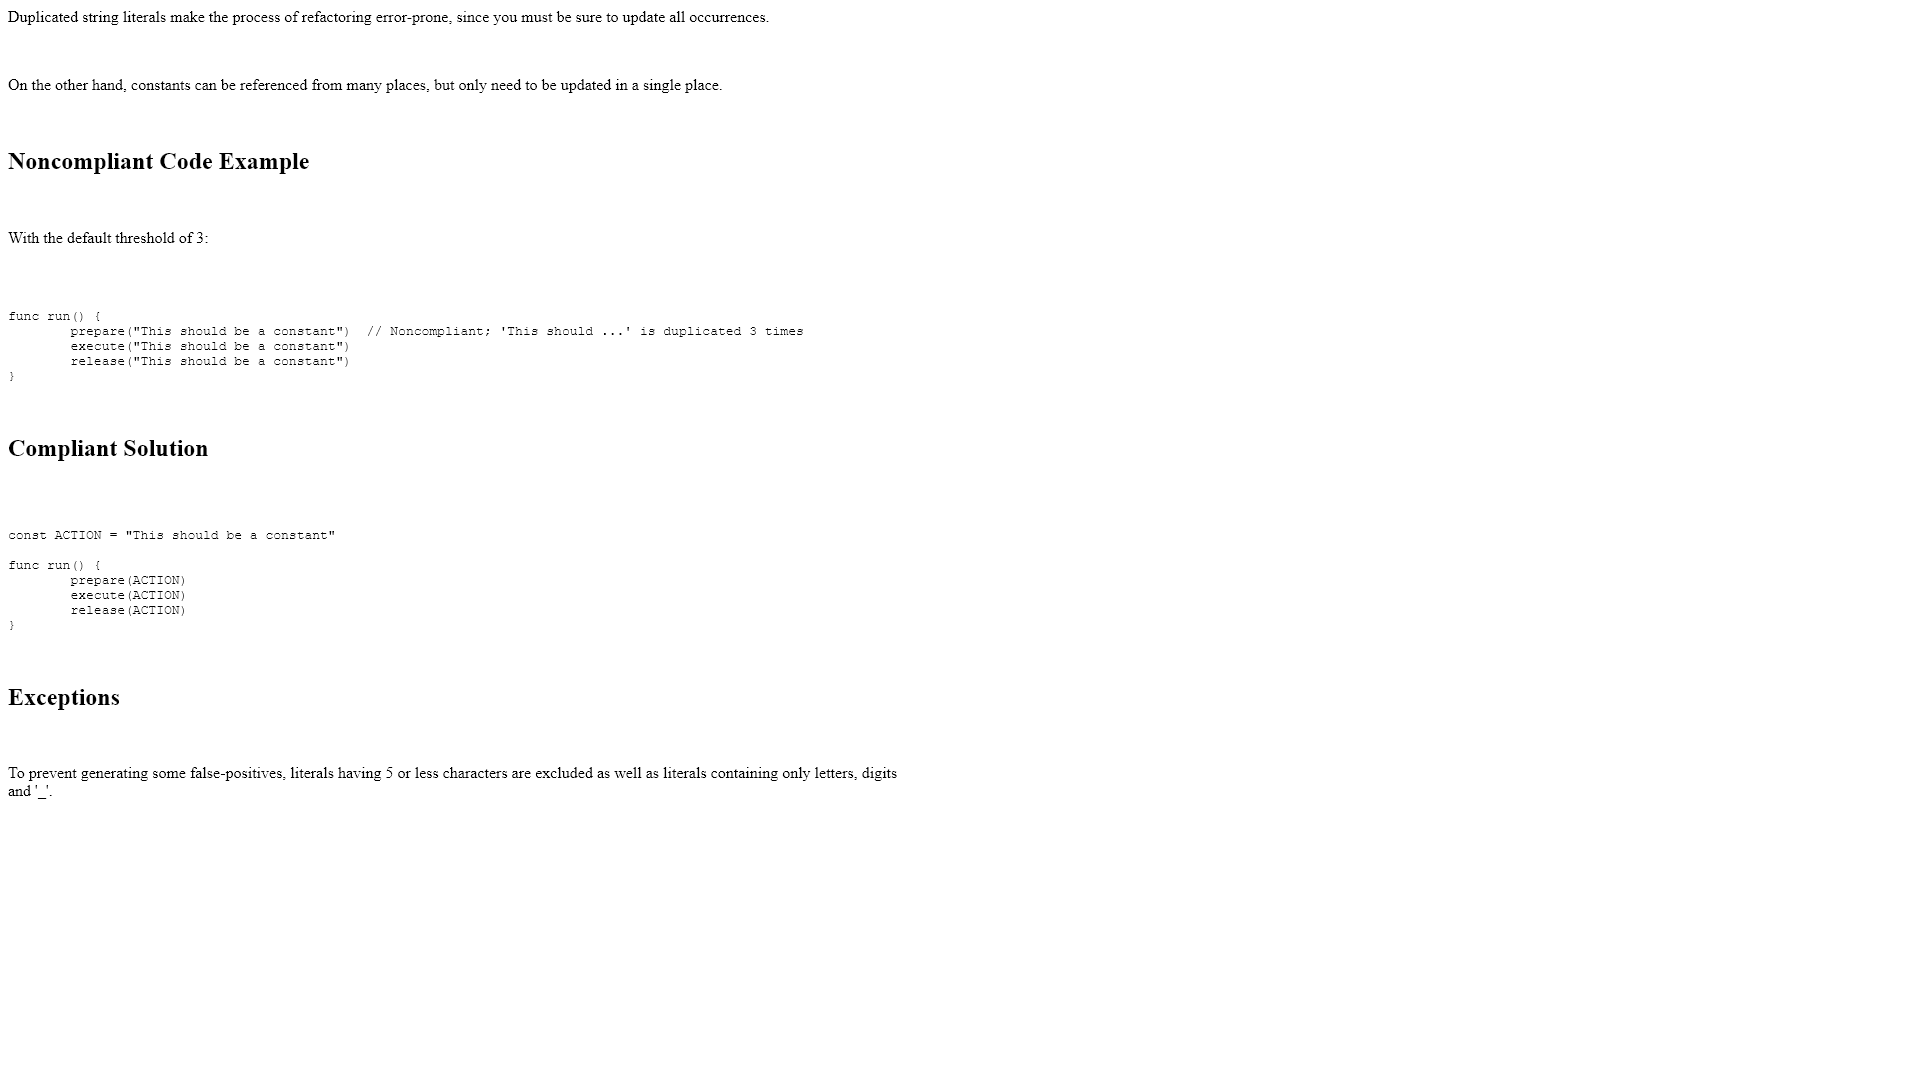 Duplicated string literals make the process of refactoring error-prone, since you must be sure to update all occurrences.
On the other hand, constants can be referenced from many places, but only need to be updated in a single place.
Noncompliant Code Example
With the default threshold of 3:
func run() {
        prepare("This should be a constant")  // Noncompliant; 'This should ...' is duplicated 3 times
        execute("This should be a constant")
        release("This should be a constant")
}
Compliant Solution
const ACTION = "This should be a constant"
func run() {
        prepare(ACTION)
        execute(ACTION)
        release(ACTION)
}
Exceptions
To prevent generating some false-positives, literals having 5 or less characters are excluded as well as literals containing only letters, digits
and '_'.